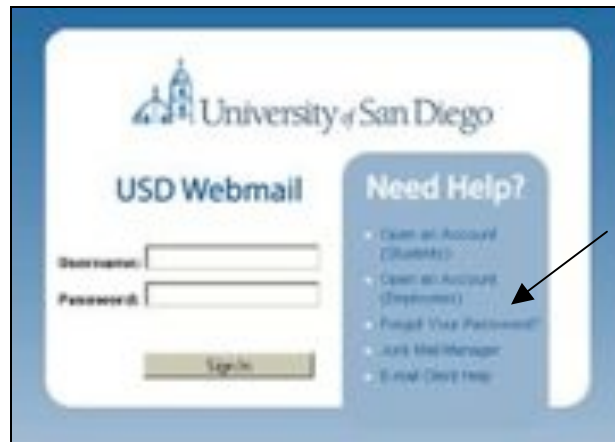 University of San Diego
USD Webmail
Need Help?
Open an Account
(Students)
Open an Account
(Employees)
Username:
Password:
Forgot Your Password?
Junk Mail Manager
E-mail Client Help
Sign In